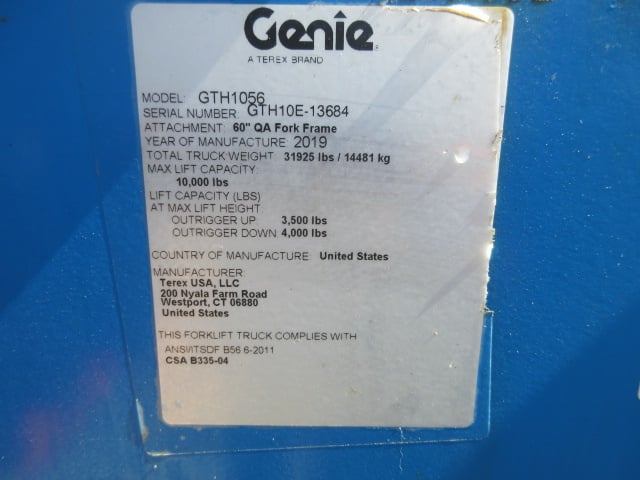 Genie
A TEREX BRAND
MODEL: GTH1056
SERIAL NUMBER: GTH10E-13684
ATTACHMENT: 60" QA Fork Frame
YEAR OF MANUFACTURE: 2019
TOTAL TRUCK WEIGHT: 31925 lbs / 14481 kg
MAX LIFT CAPACITY:
10,000 lbs
LIFT CAPACITY (LBS)
AT MAX LIFT HEIGHT
OUTRIGGER UP: 3,500 lbs
OUTRIGGER DOWN: 4,000 lbs
COUNTRY OF MANUFACTURE: United States
MANUFACTURER:
Terex USA, LLC
200 Nyala Farm Road
Westport, CT 06880
United States
THIS FORKLIFT TRUCK COMPLIES WITH
ANSI/ITSDF B56 6-2011
CSA B335-04